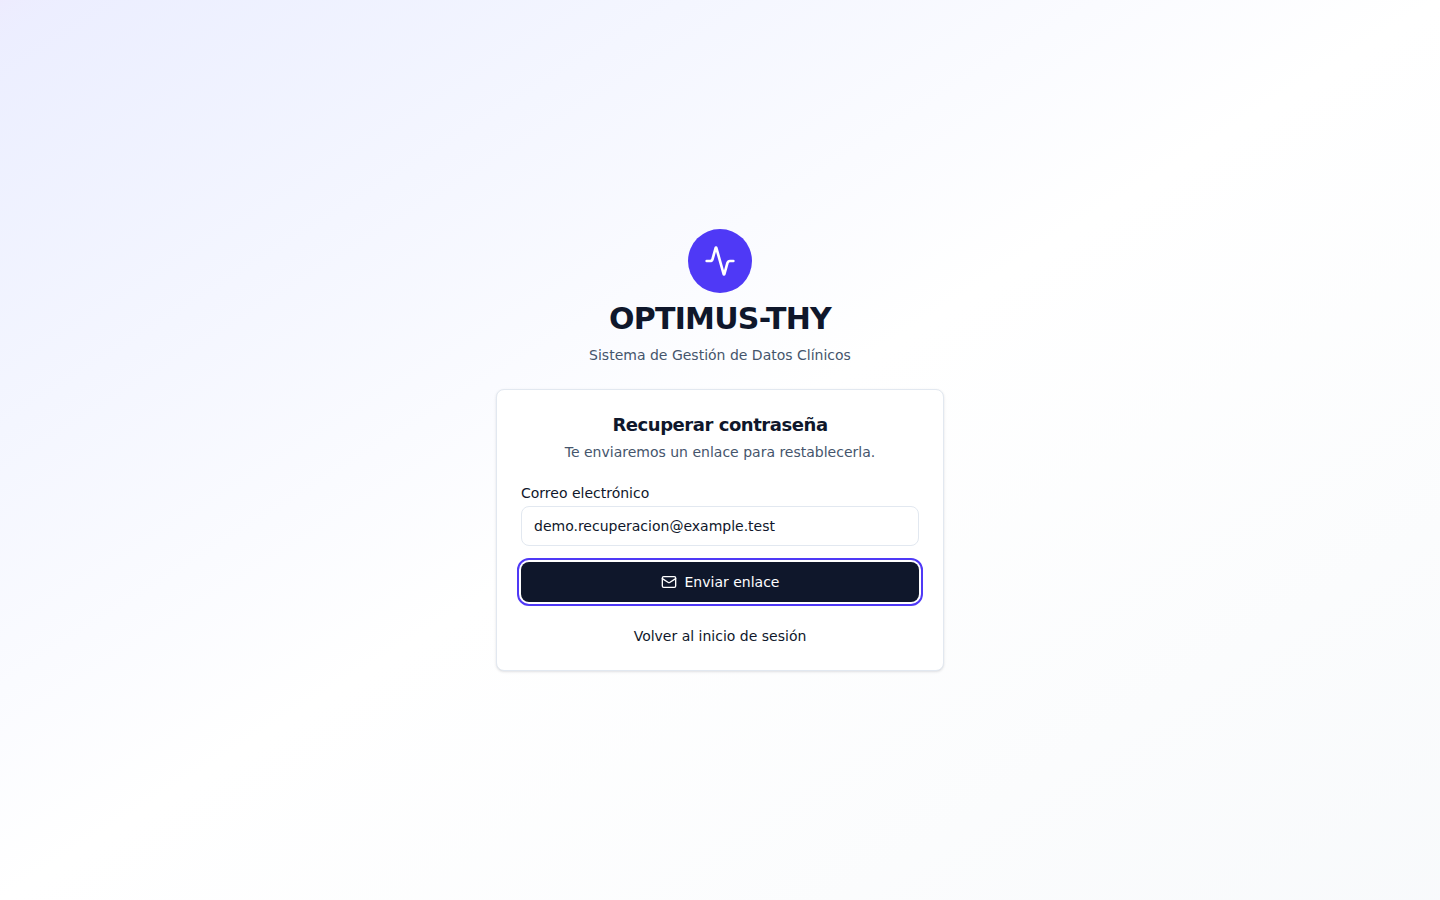 OPTIMUS-THY
Sistema de Gestión de Datos Clínicos
Recuperar contraseña
Te enviaremos un enlace para restablecerla.
Correo electrónico
demo.recuperacion@example.test
Enviar enlace
Volver al inicio de sesión